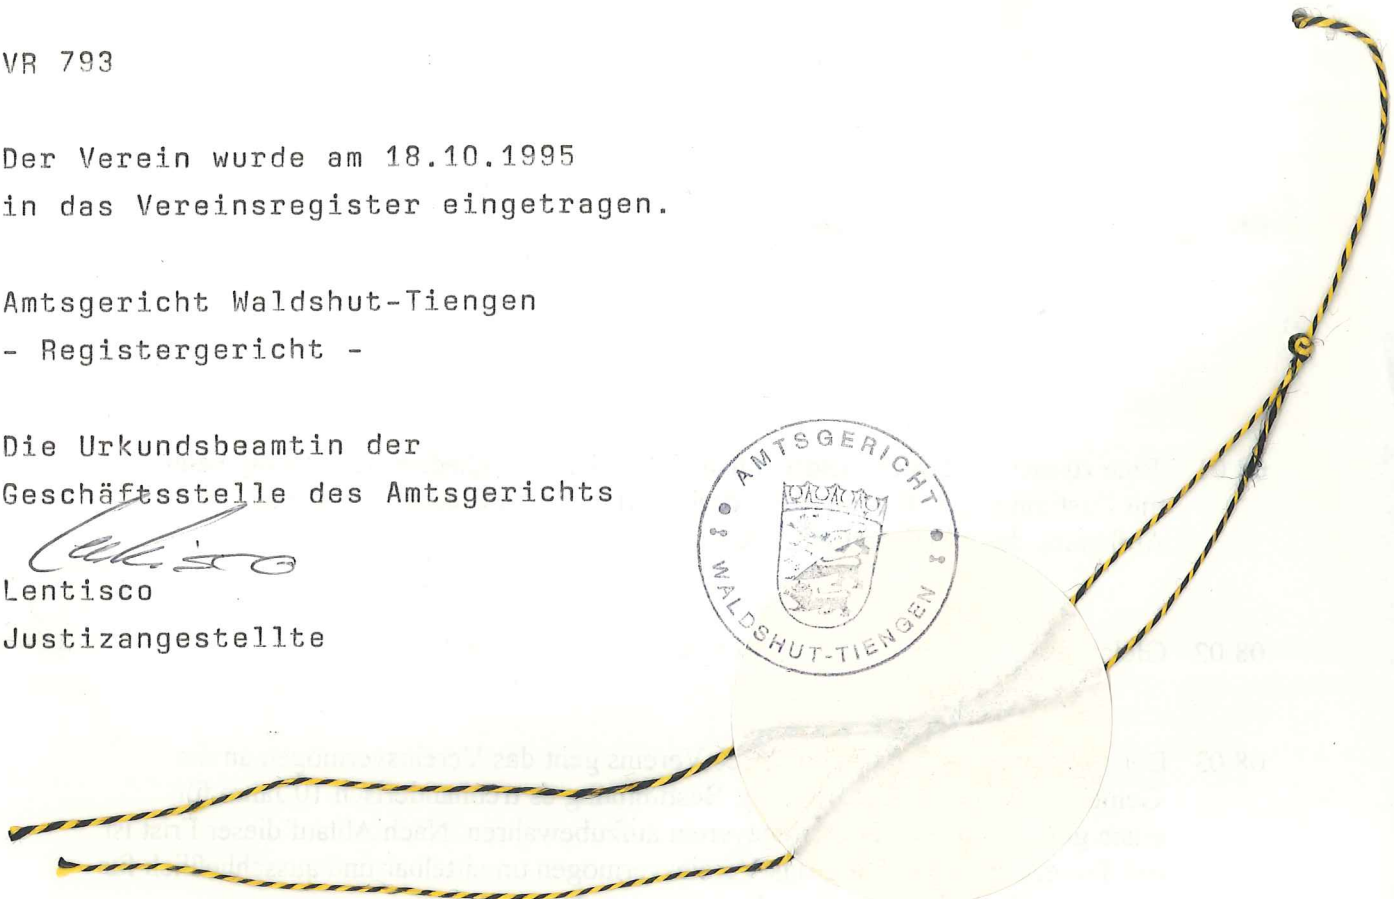 VR 793
Der Verein wurde am 18.10.1995
in das Vereinsregister eingetragen.
Amtsgericht Waldshut-Tiengen
- Registergericht -
Die Urkundsbeamtin der
Geschäftsstelle des Amtsgerichts
Lentisco
Lentisco
Justizangestellte
AMTSGERICHT
WALDSHUT-TIENGEN